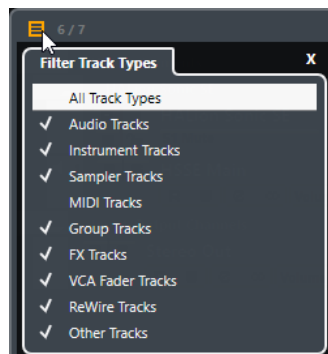 6 / 7
Filter Track Types X
All Track Types
✓ Audio Tracks
✓ Instrument Tracks
✓ Sampler Tracks
MIDI Tracks
✓ Group Tracks
✓ FX Tracks
✓ VCA Fader Tracks
✓ ReWire Tracks
✓ Other Tracks